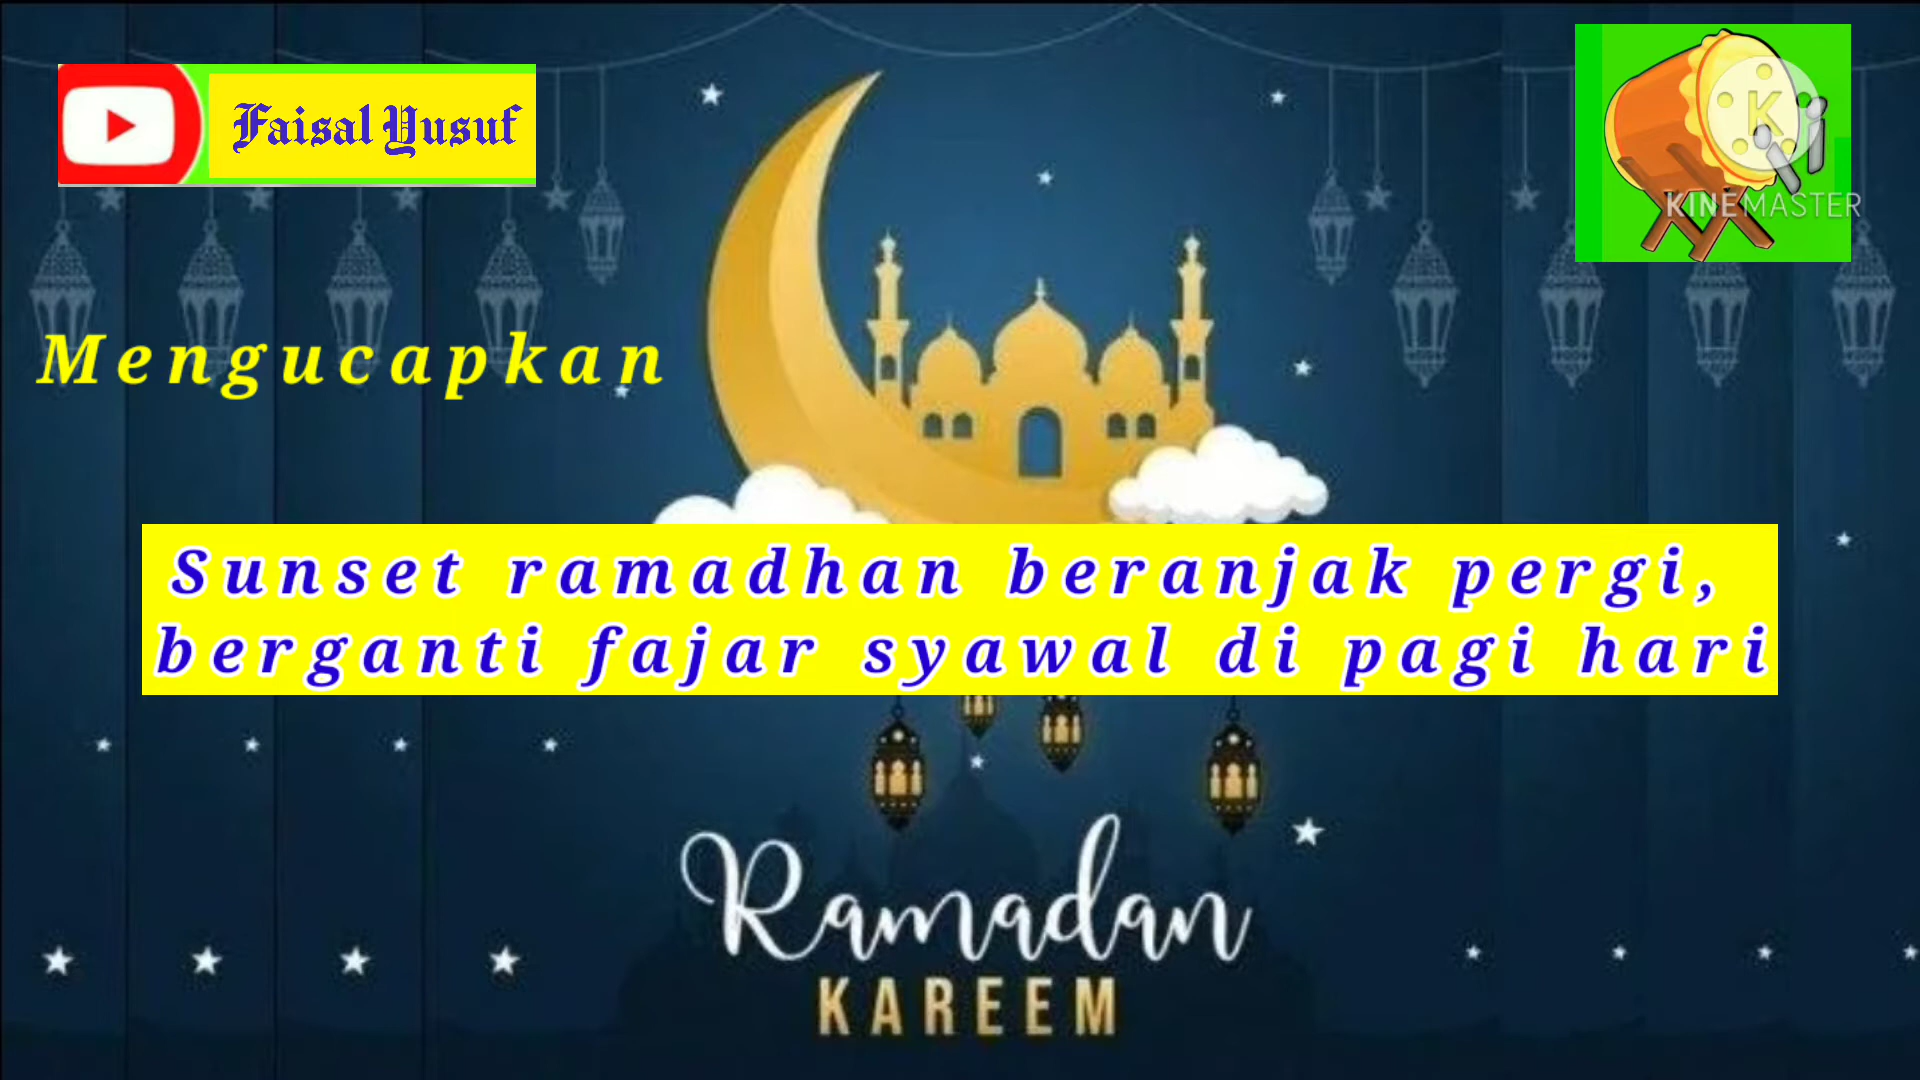 Faisal Yusuf
KINEMASTER
Mengucapkan
Sunset ramadhan beranjak pergi,
berganti fajar syawal di pagi hari
Ramadan
KAREEM